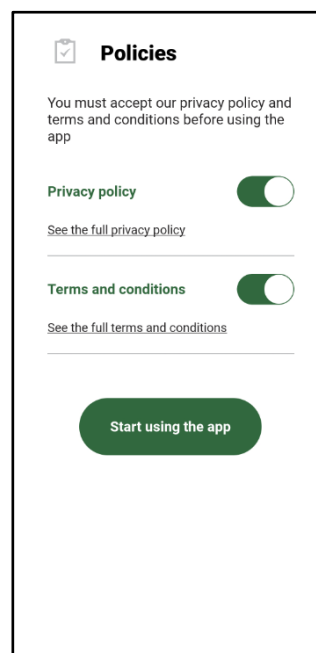 Policies
You must accept our privacy policy and
terms and conditions before using the
app
Privacy policy
See the full privacy policy
Terms and conditions
See the full terms and conditions
Start using the app